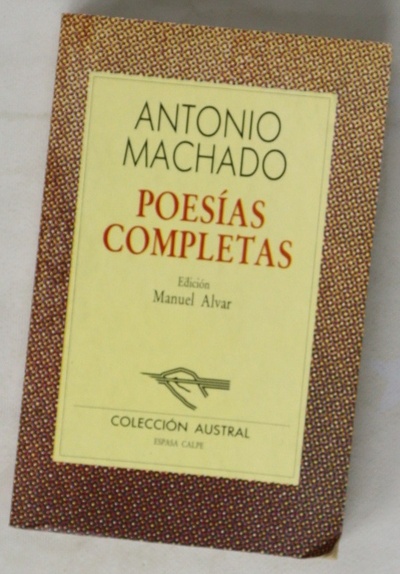 ANTONIO
MACHADO
POESÍAS
COMPLETAS
Edición
Manuel Alvar
COLECCIÓN AUSTRAL
ESPASA CALPE